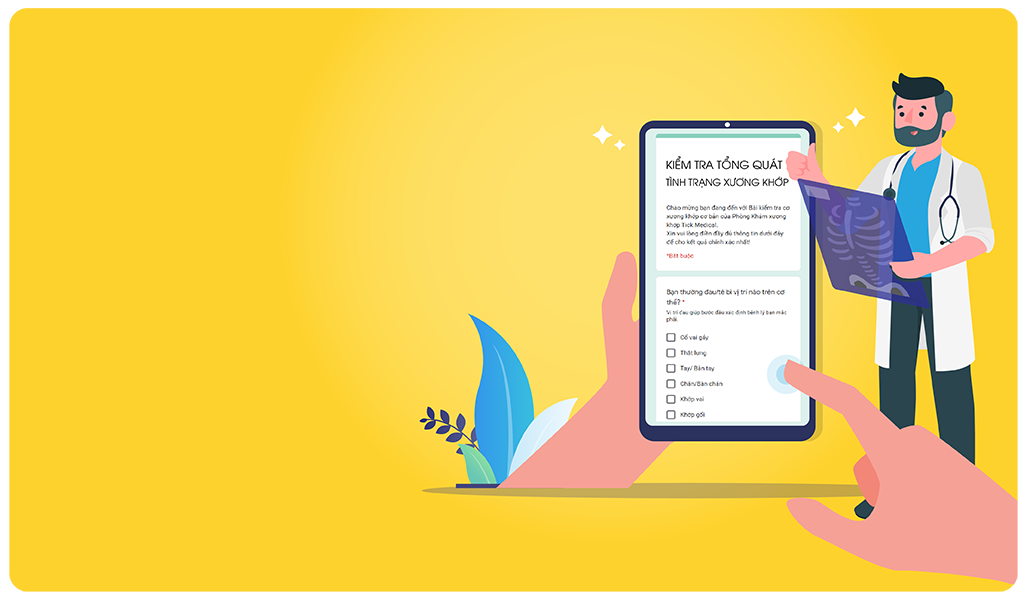 KIỂM TRA TỔNG QUÁT
TÌNH TRẠNG XƯƠNG KHỚP
Chào mừng bạn đang đến với Bài kiểm tra cơ
xương khớp cơ bản của Phòng Khám xương
khớp Tick Medical.
Xin vui lòng điền đầy đủ thông tin dưới đây
để cho kết quả chính xác nhất!
*Bắt buộc
Bạn thường đau/tê bì vị trí nào trên cơ
thể? *
Vị trí đau giúp bước đầu xác định bệnh lý bạn mắc
phải.
Cổ vai gáy
Thắt lưng
Tay/ Bàn tay
Chân/Bàn chân
Khớp vai
Khớp gối